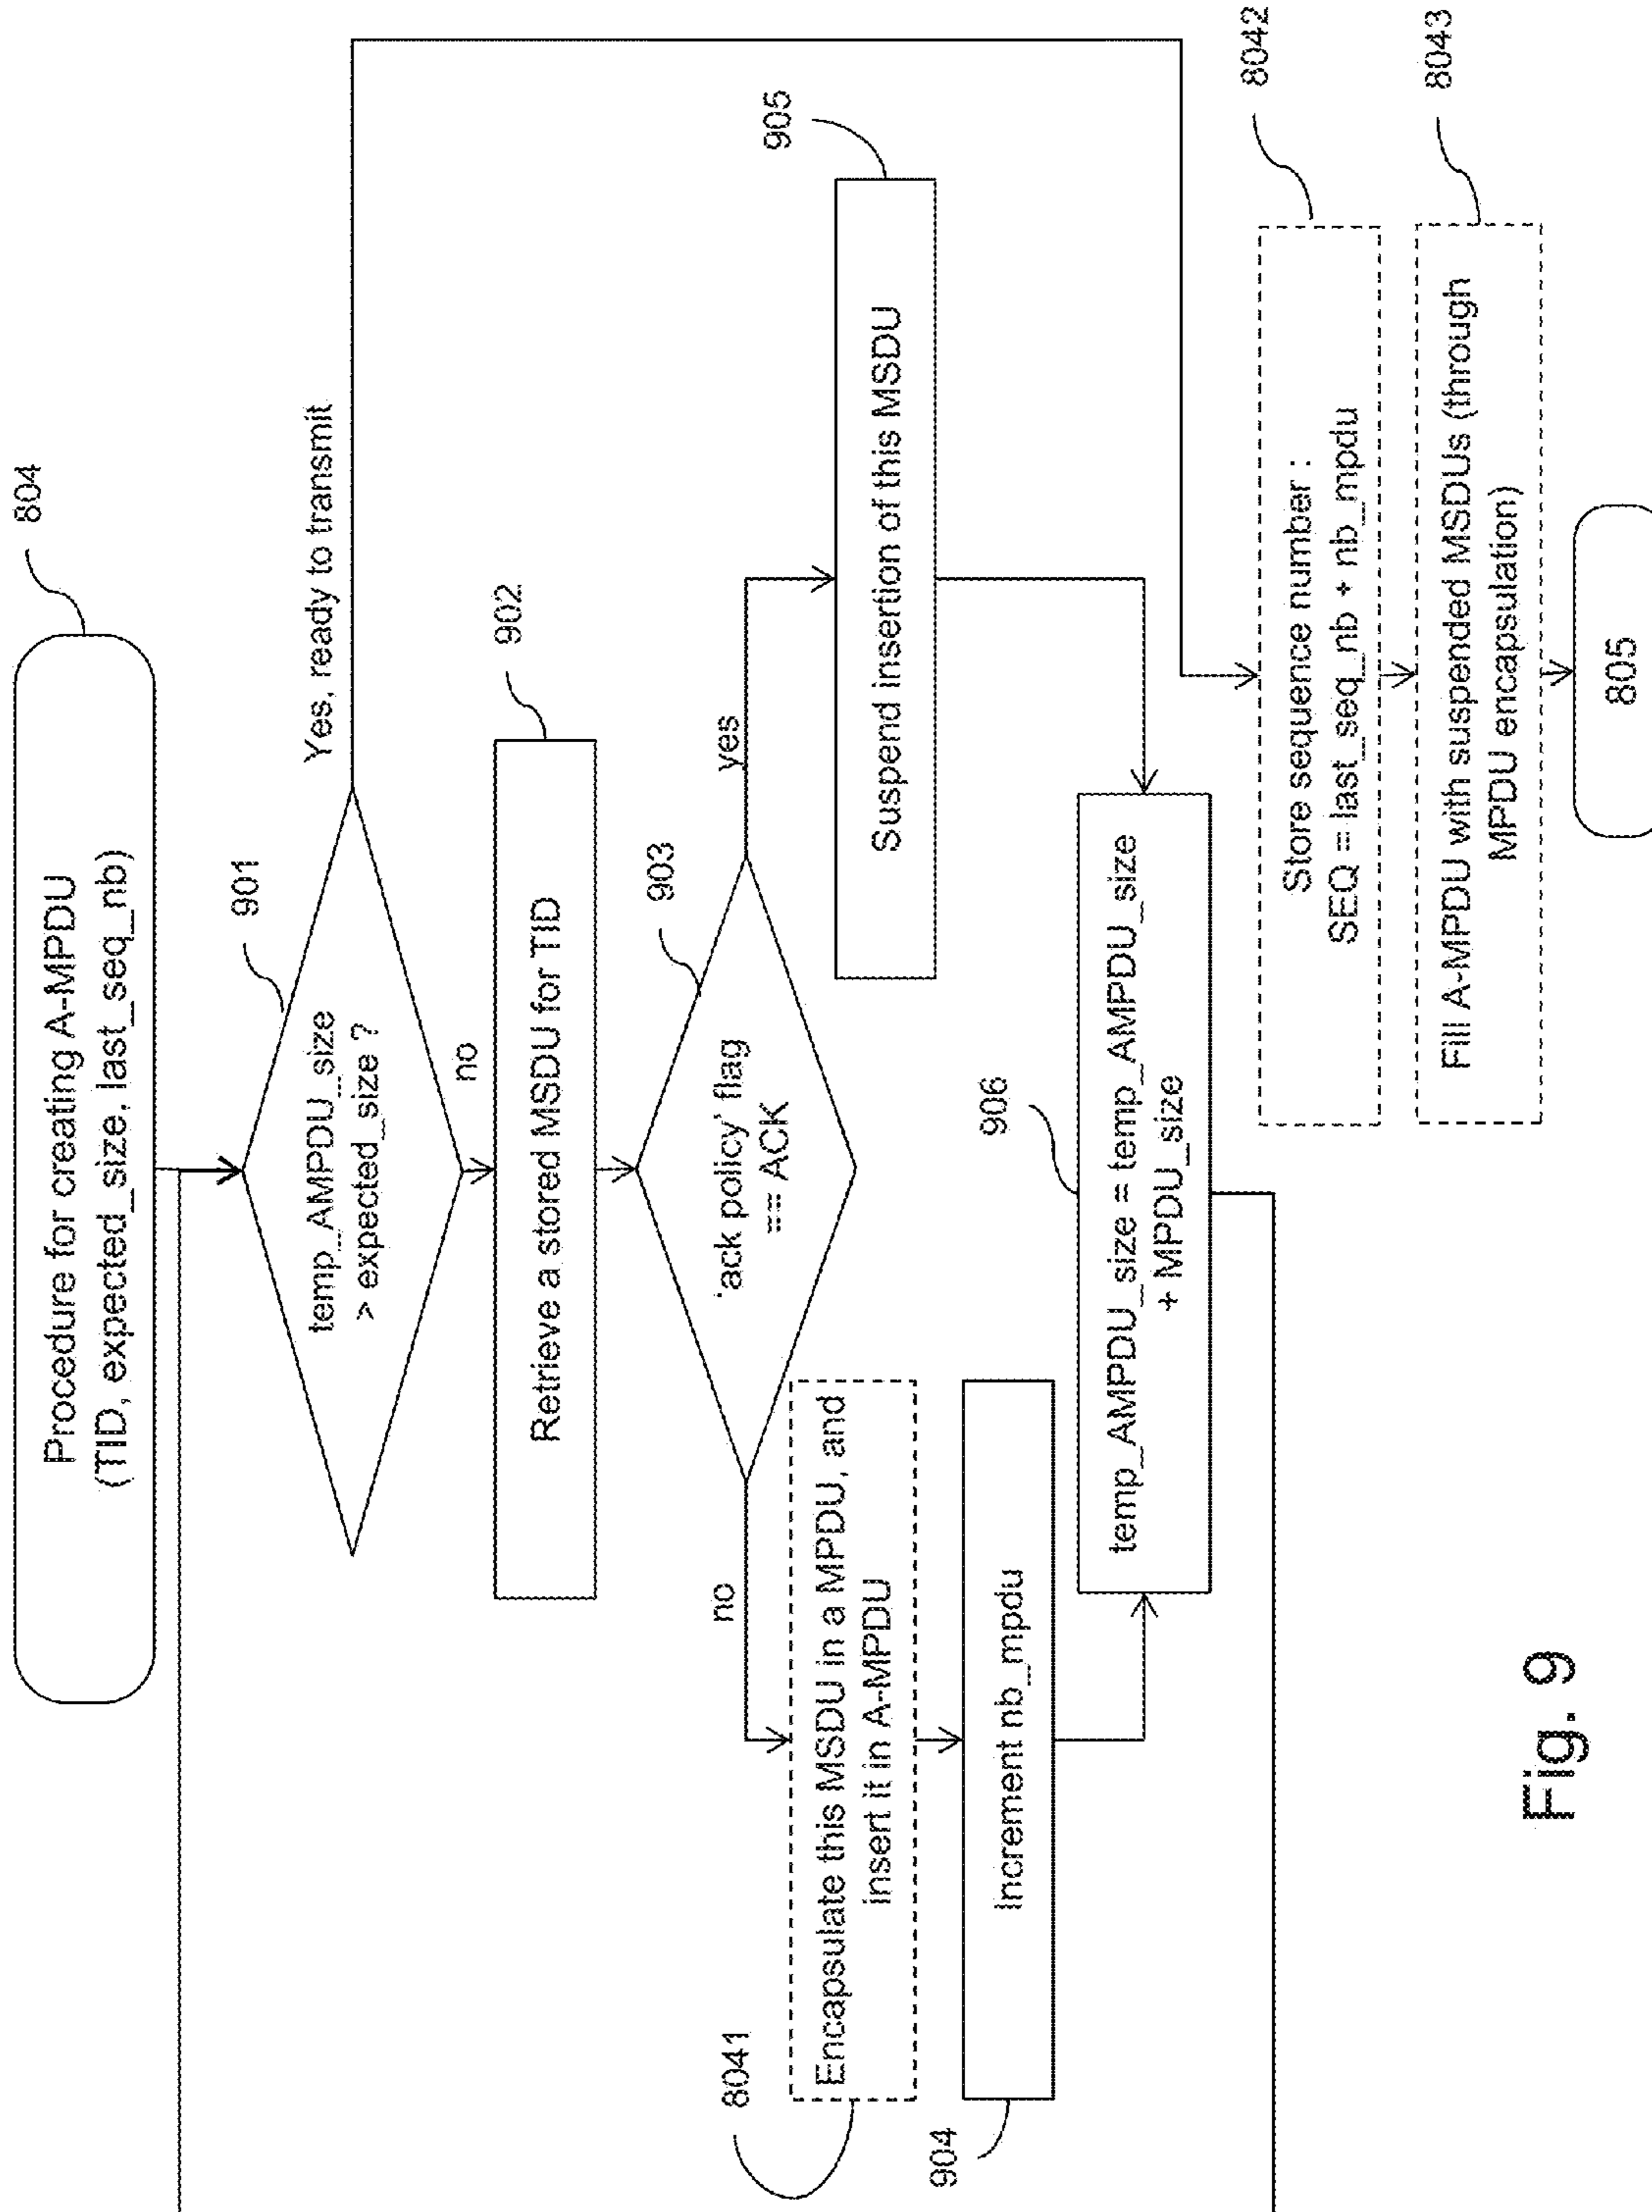 Procedure for creating A-MPDU
(TID, expected_size, last_seq_nb)
804
temp_AMPDU_size
> expected_size ?
901
Yes, ready to transmit
no
Retrieve a stored MSDU for TID
902
'ack policy' flag
== ACK
903
no
yes
8041
Encapsulate this MSDU in a MPDU, and
insert it in A-MPDU
Suspend insertion of this MSDU
905
904
Increment nb_mpdu
906
temp_AMPDU_size = temp_AMPDU_size
+ MPDU_size
Store sequence number :
SEQ = last_seq_nb + nb_mpdu
8042
Fill A-MPDU with suspended MSDUs (through
MPDU encapsulation)
8043
805
Fig. 9